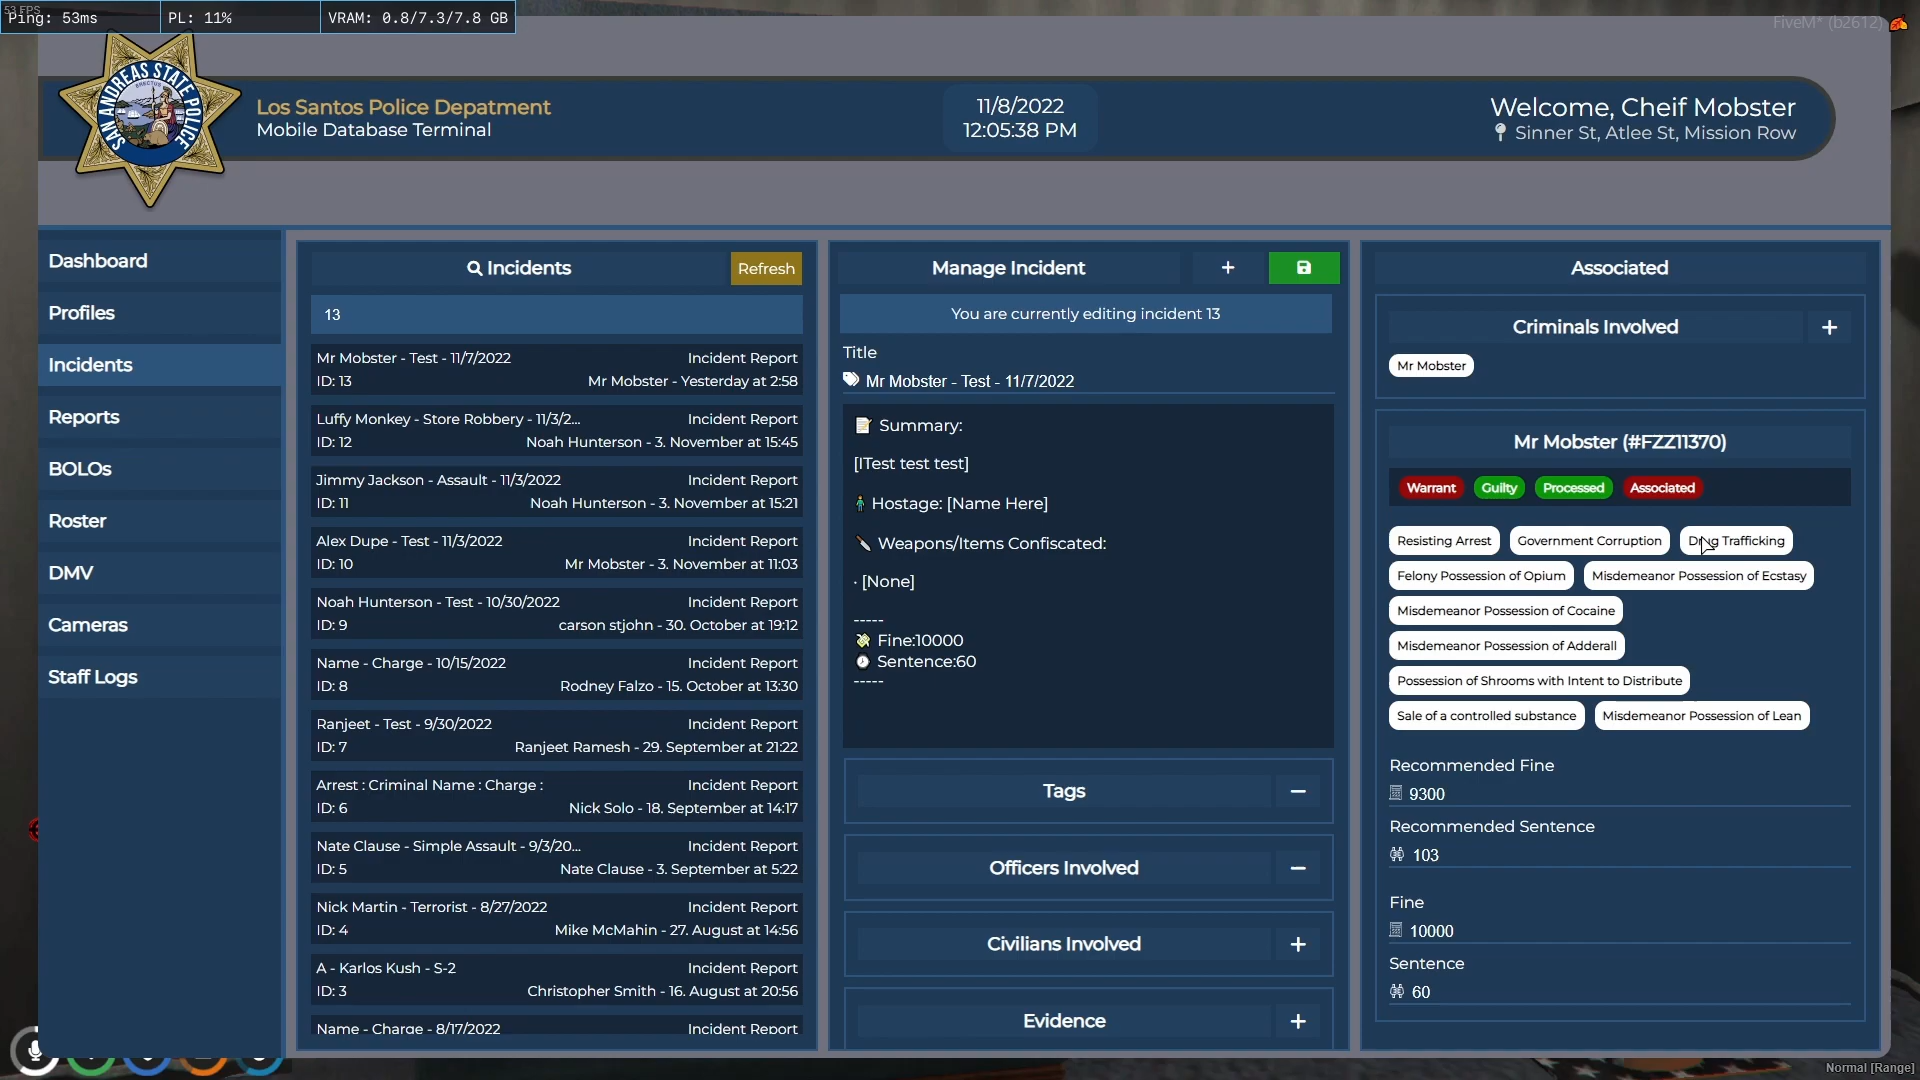 53 FPS
Ping: 53ms
PL: 11%
VRAM: 0.8/7.3/7.8 GB
FiveM* (b2612)
SAN ANDREAS STATE POLICE
Los Santos Police Depatment
Mobile Database Terminal
11/8/2022
12:05:38 PM
Welcome, Cheif Mobster
Sinner St, Atlee St, Mission Row
Dashboard
Profiles
Incidents
Reports
BOLOs
Roster
DMV
Cameras
Staff Logs
Incidents
Refresh
13
Mr Mobster - Test - 11/7/2022 Incident Report
ID: 13 Mr Mobster - Yesterday at 2:58
Luffy Monkey - Store Robbery - 11/3/2... Incident Report
ID: 12 Noah Hunterson - 3. November at 15:45
Jimmy Jackson - Assault - 11/3/2022 Incident Report
ID: 11 Noah Hunterson - 3. November at 15:21
Alex Dupe - Test - 11/3/2022 Incident Report
ID: 10 Mr Mobster - 3. November at 11:03
Noah Hunterson - Test - 10/30/2022 Incident Report
ID: 9 carson stjohn - 30. October at 19:12
Name - Charge - 10/15/2022 Incident Report
ID: 8 Rodney Falzo - 15. October at 13:30
Ranjeet - Test - 9/30/2022 Incident Report
ID: 7 Ranjeet Ramesh - 29. September at 21:22
Arrest : Criminal Name : Charge : Incident Report
ID: 6 Nick Solo - 18. September at 14:17
Nate Clause - Simple Assault - 9/3/20... Incident Report
ID: 5 Nate Clause - 3. September at 5:22
Nick Martin - Terrorist - 8/27/2022 Incident Report
ID: 4 Mike McMahin - 27. August at 14:56
A - Karlos Kush - S-2 Incident Report
ID: 3 Christopher Smith - 16. August at 20:56
Name - Charge - 8/17/2022 Incident Report
Manage Incident
+
You are currently editing incident 13
Title
Mr Mobster - Test - 11/7/2022
📝 Summary:
[ITest test test]
🧍 Hostage: [Name Here]
🔪 Weapons/Items Confiscated:
· [None]
-----
💸 Fine:10000
🕐 Sentence:60
-----
Tags −
Officers Involved −
Civilians Involved +
Evidence +
Associated
Criminals Involved +
Mr Mobster
Mr Mobster (#FZZ11370)
Warrant Guilty Processed Associated
Resisting Arrest Government Corruption Drug Trafficking
Felony Possession of Opium Misdemeanor Possession of Ecstasy
Misdemeanor Possession of Cocaine
Misdemeanor Possession of Adderall
Possession of Shrooms with Intent to Distribute
Sale of a controlled substance Misdemeanor Possession of Lean
Recommended Fine
9300
Recommended Sentence
103
Fine
10000
Sentence
60
Normal [Range]